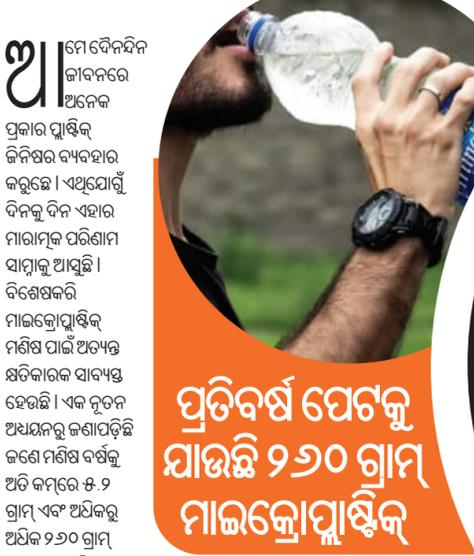 ଆମେ ଦୈନନ୍ଦିନ
ଜୀବନରେ
ଅନେକ
ପ୍ରକାର ପ୍ଲାଷ୍ଟିକ୍
ଜିନିଷର ବ୍ୟବହାର
କରୁଛେ । ଏଥିଯୋଗୁଁ
ଦିନକୁ ଦିନ ଏହାର
ମାରାତ୍ମକ ପରିଣାମ
ସାମ୍ନାକୁ ଆସୁଛି ।
ବିଶେଷକରି
ମାଇକ୍ରୋପ୍ଲାଷ୍ଟିକ୍
ମଣିଷ ପାଇଁ ଅତ୍ୟନ୍ତ
କ୍ଷତିକାରକ ସାବ୍ୟସ୍ତ
ହେଉଛି । ଏକ ନୂତନ
ଅଧ୍ୟୟନରୁ ଜଣାପଡ଼ିଛି
ଜଣେ ମଣିଷ ବର୍ଷକୁ
ଅତି କମ୍‌ରେ ୫.୨
ଗ୍ରାମ୍ ଏବଂ ଅଧିକରୁ
ଅଧିକ ୨୬୦ ଗ୍ରାମ୍
ପ୍ରତିବର୍ଷ ପେଟକୁ
ଯାଉଛି ୨୬୦ ଗ୍ରାମ୍
ମାଇକ୍ରୋପ୍ଲାଷ୍ଟିକ୍